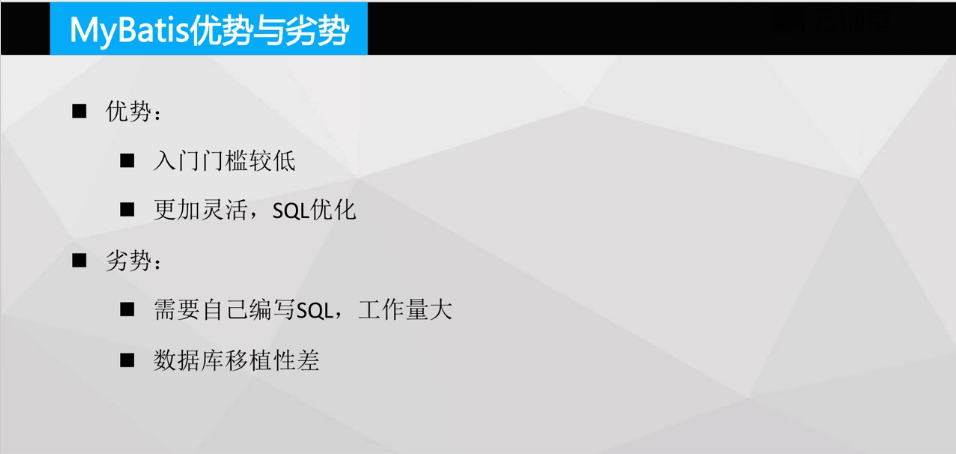 MyBatis优势与劣势
■ 优势：
■ 入门门槛较低
■ 更加灵活，SQL优化
■ 劣势：
■ 需要自己编写SQL，工作量大
■ 数据库移植性差